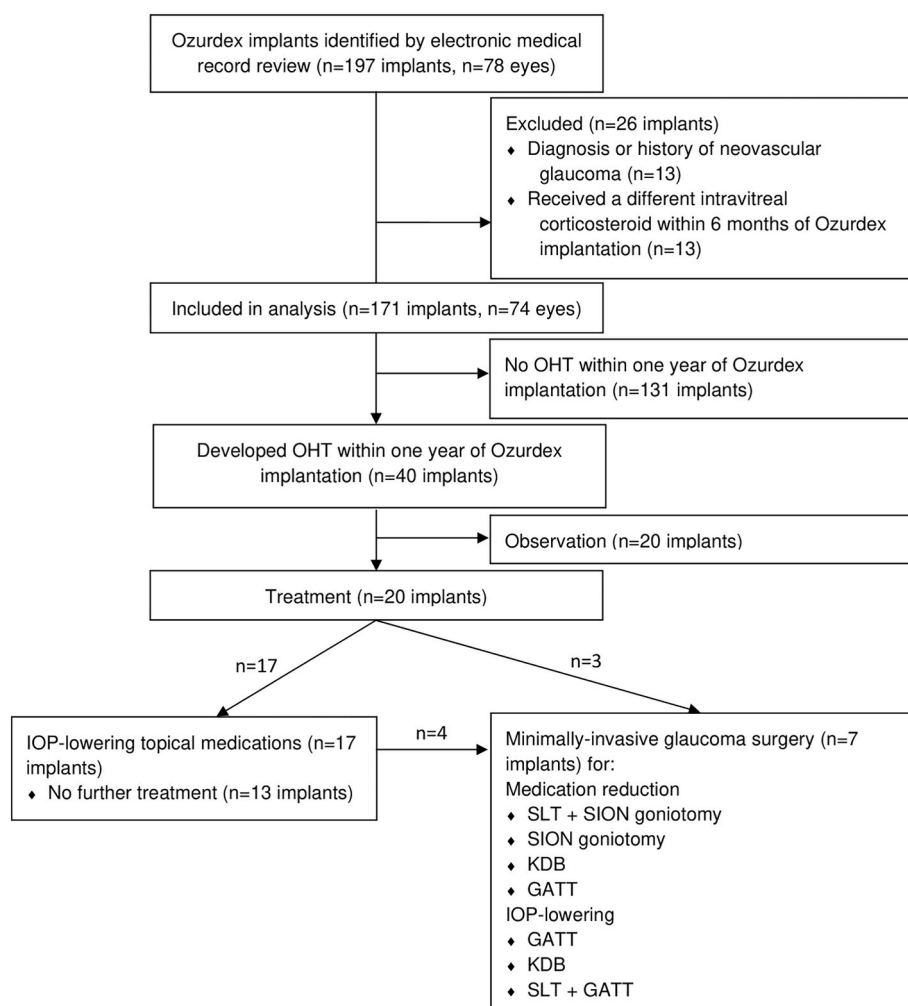 Ozurdex implants identified by electronic medical
record review (n=197 implants, n=78 eyes)
Excluded (n=26 implants)
♦ Diagnosis or history of neovascular
glaucoma (n=13)
♦ Received a different intravitreal
corticosteroid within 6 months of Ozurdex
implantation (n=13)
Included in analysis (n=171 implants, n=74 eyes)
No OHT within one year of Ozurdex
implantation (n=131 implants)
Developed OHT within one year of Ozurdex
implantation (n=40 implants)
Observation (n=20 implants)
Treatment (n=20 implants)
n=17
n=3
IOP-lowering topical medications (n=17
implants)
♦ No further treatment (n=13 implants)
n=4
Minimally-invasive glaucoma surgery (n=7
implants) for:
Medication reduction
♦ SLT + SION goniotomy
♦ SION goniotomy
♦ KDB
♦ GATT
IOP-lowering
♦ GATT
♦ KDB
♦ SLT + GATT